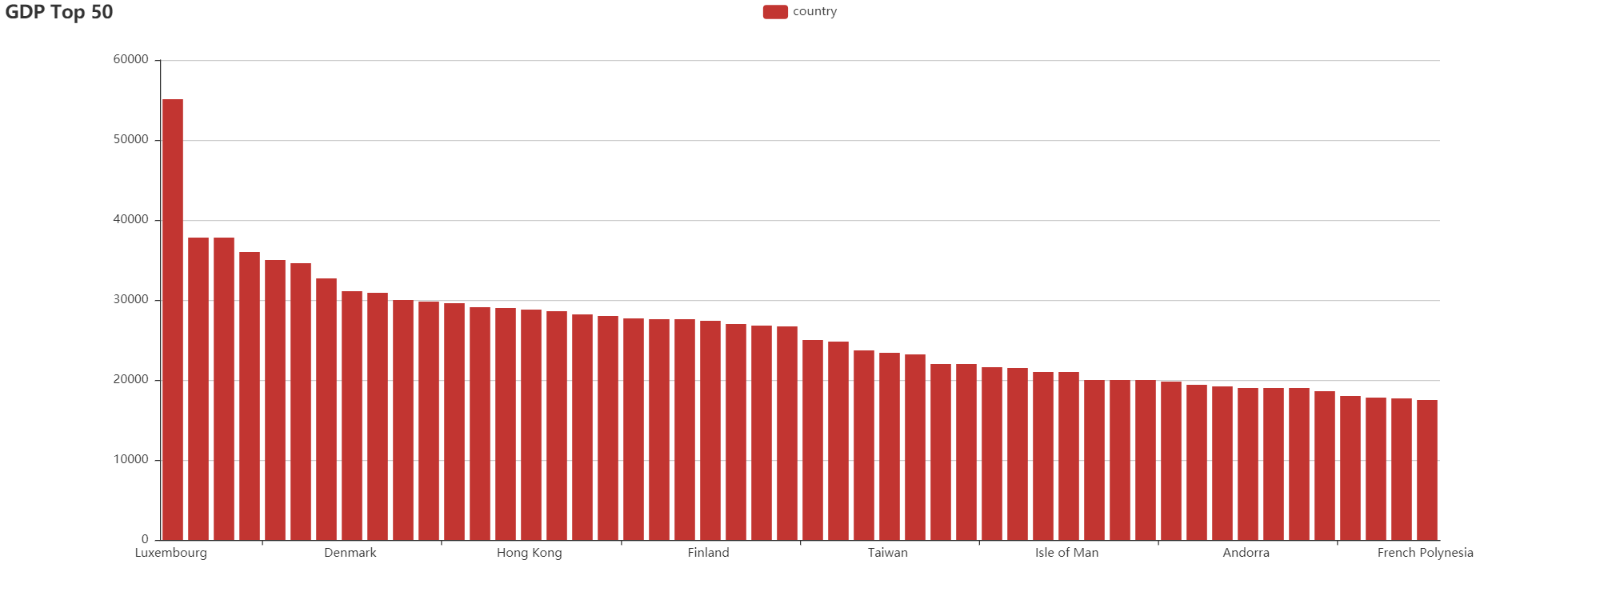 GDP Top 50
country
60000
50000
40000
30000
20000
10000
0
Luxembourg Denmark Hong Kong Finland Taiwan Isle of Man Andorra French Polynesia